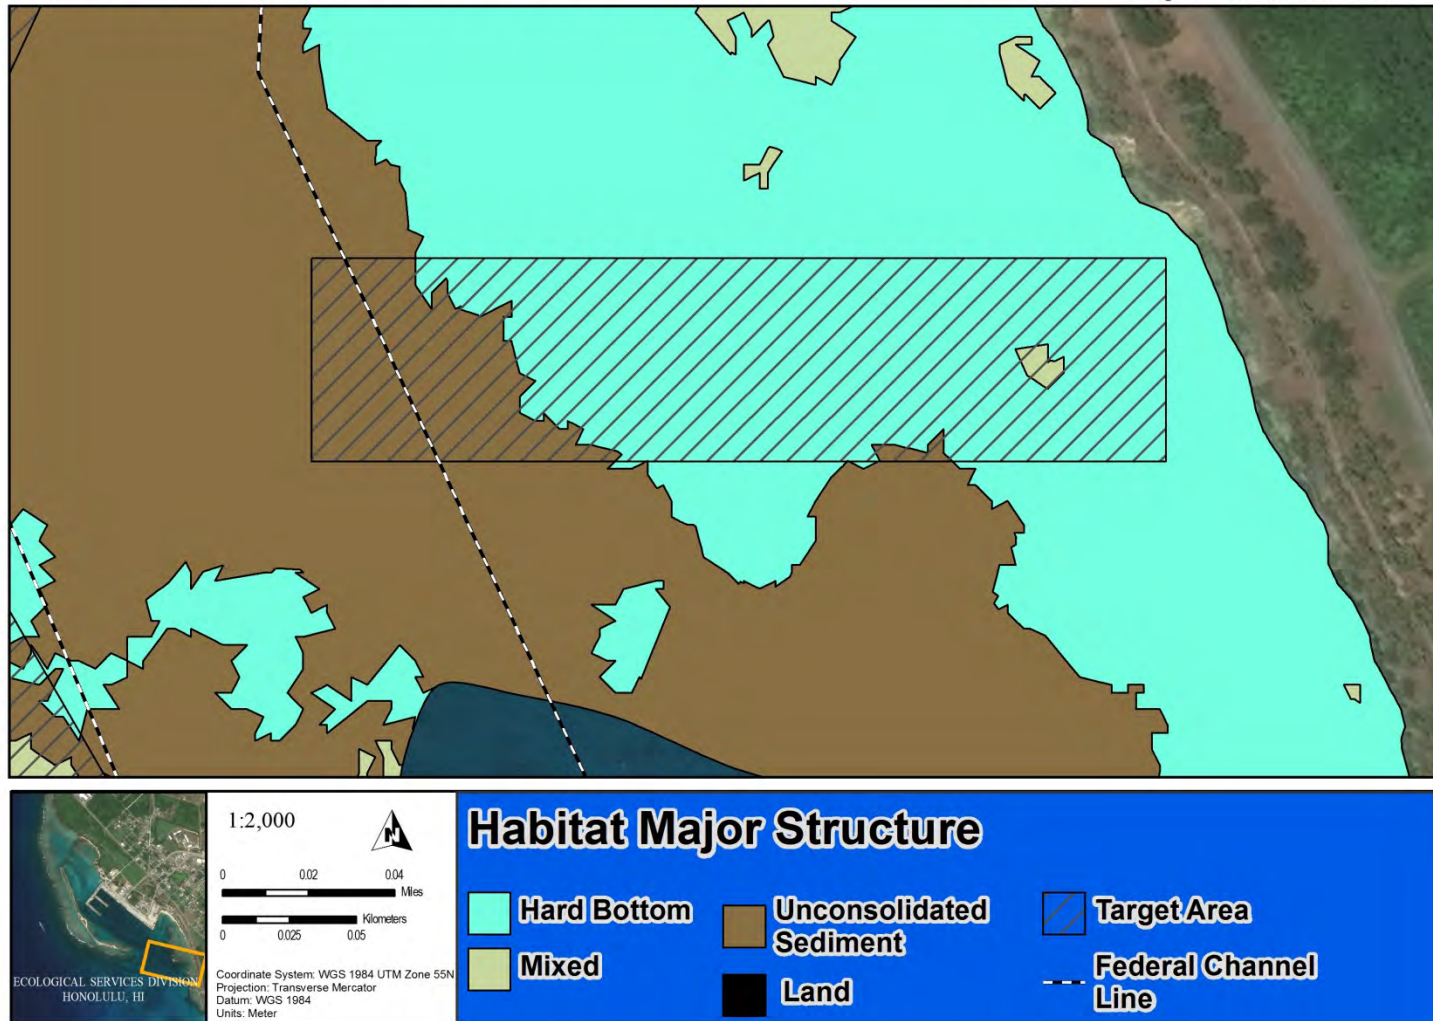 ECOLOGICAL SERVICES DIVISION
HONOLULU, HI
1:2,000
N
0 0.02 0.04
Miles
Kilometers
0 0.025 0.05
Coordinate System: WGS 1984 UTM Zone 55N
Projection: Transverse Mercator
Datum: WGS 1984
Units: Meter
Habitat Major Structure
Hard Bottom
Mixed
Unconsolidated
Sediment
Land
Target Area
Federal Channel
Line